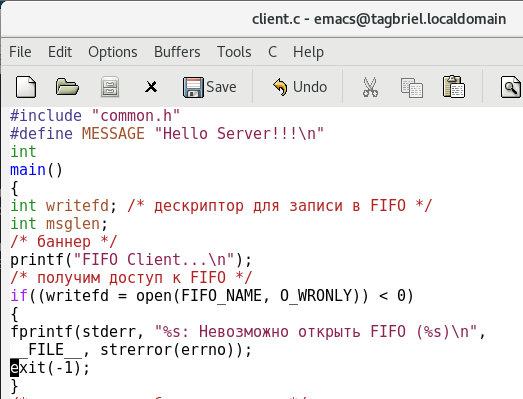 client.c - emacs@tagbriel.localdomain
File Edit Options Buffers Tools C Help
Save Undo
#include "common.h"
#define MESSAGE "Hello Server!!!\n"
int
main()
{
int writefd; /* дескриптор для записи в FIFO */
int msglen;
/* баннер */
printf("FIFO Client...\n");
/* получим доступ к FIFO */
if((writefd = open(FIFO_NAME, O_WRONLY)) < 0)
{
fprintf(stderr, "%s: Невозможно открыть FIFO (%s)\n",
__FILE__, strerror(errno));
exit(-1);
}